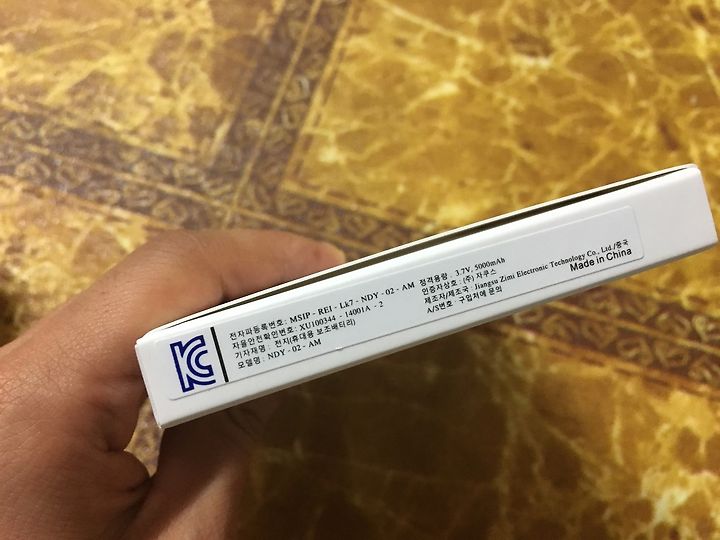 KC
전자파등록번호: MSIP - REI - Lk7 - NDY - 02 - AM
자율안전확인번호: XU100344 - 14001A - 2
기자재명 : 전지(휴대용 보조배터리)
모델명 : NDY - 02 - AM
정격용량 : 3.7V, 5000mAh
인증자상호 : (주) 자쿠스
제조자/제조국 Jiangsu Zimi Electronic Technology Co., Ltd./중국
A/S번호 구입처에 문의
Made in China